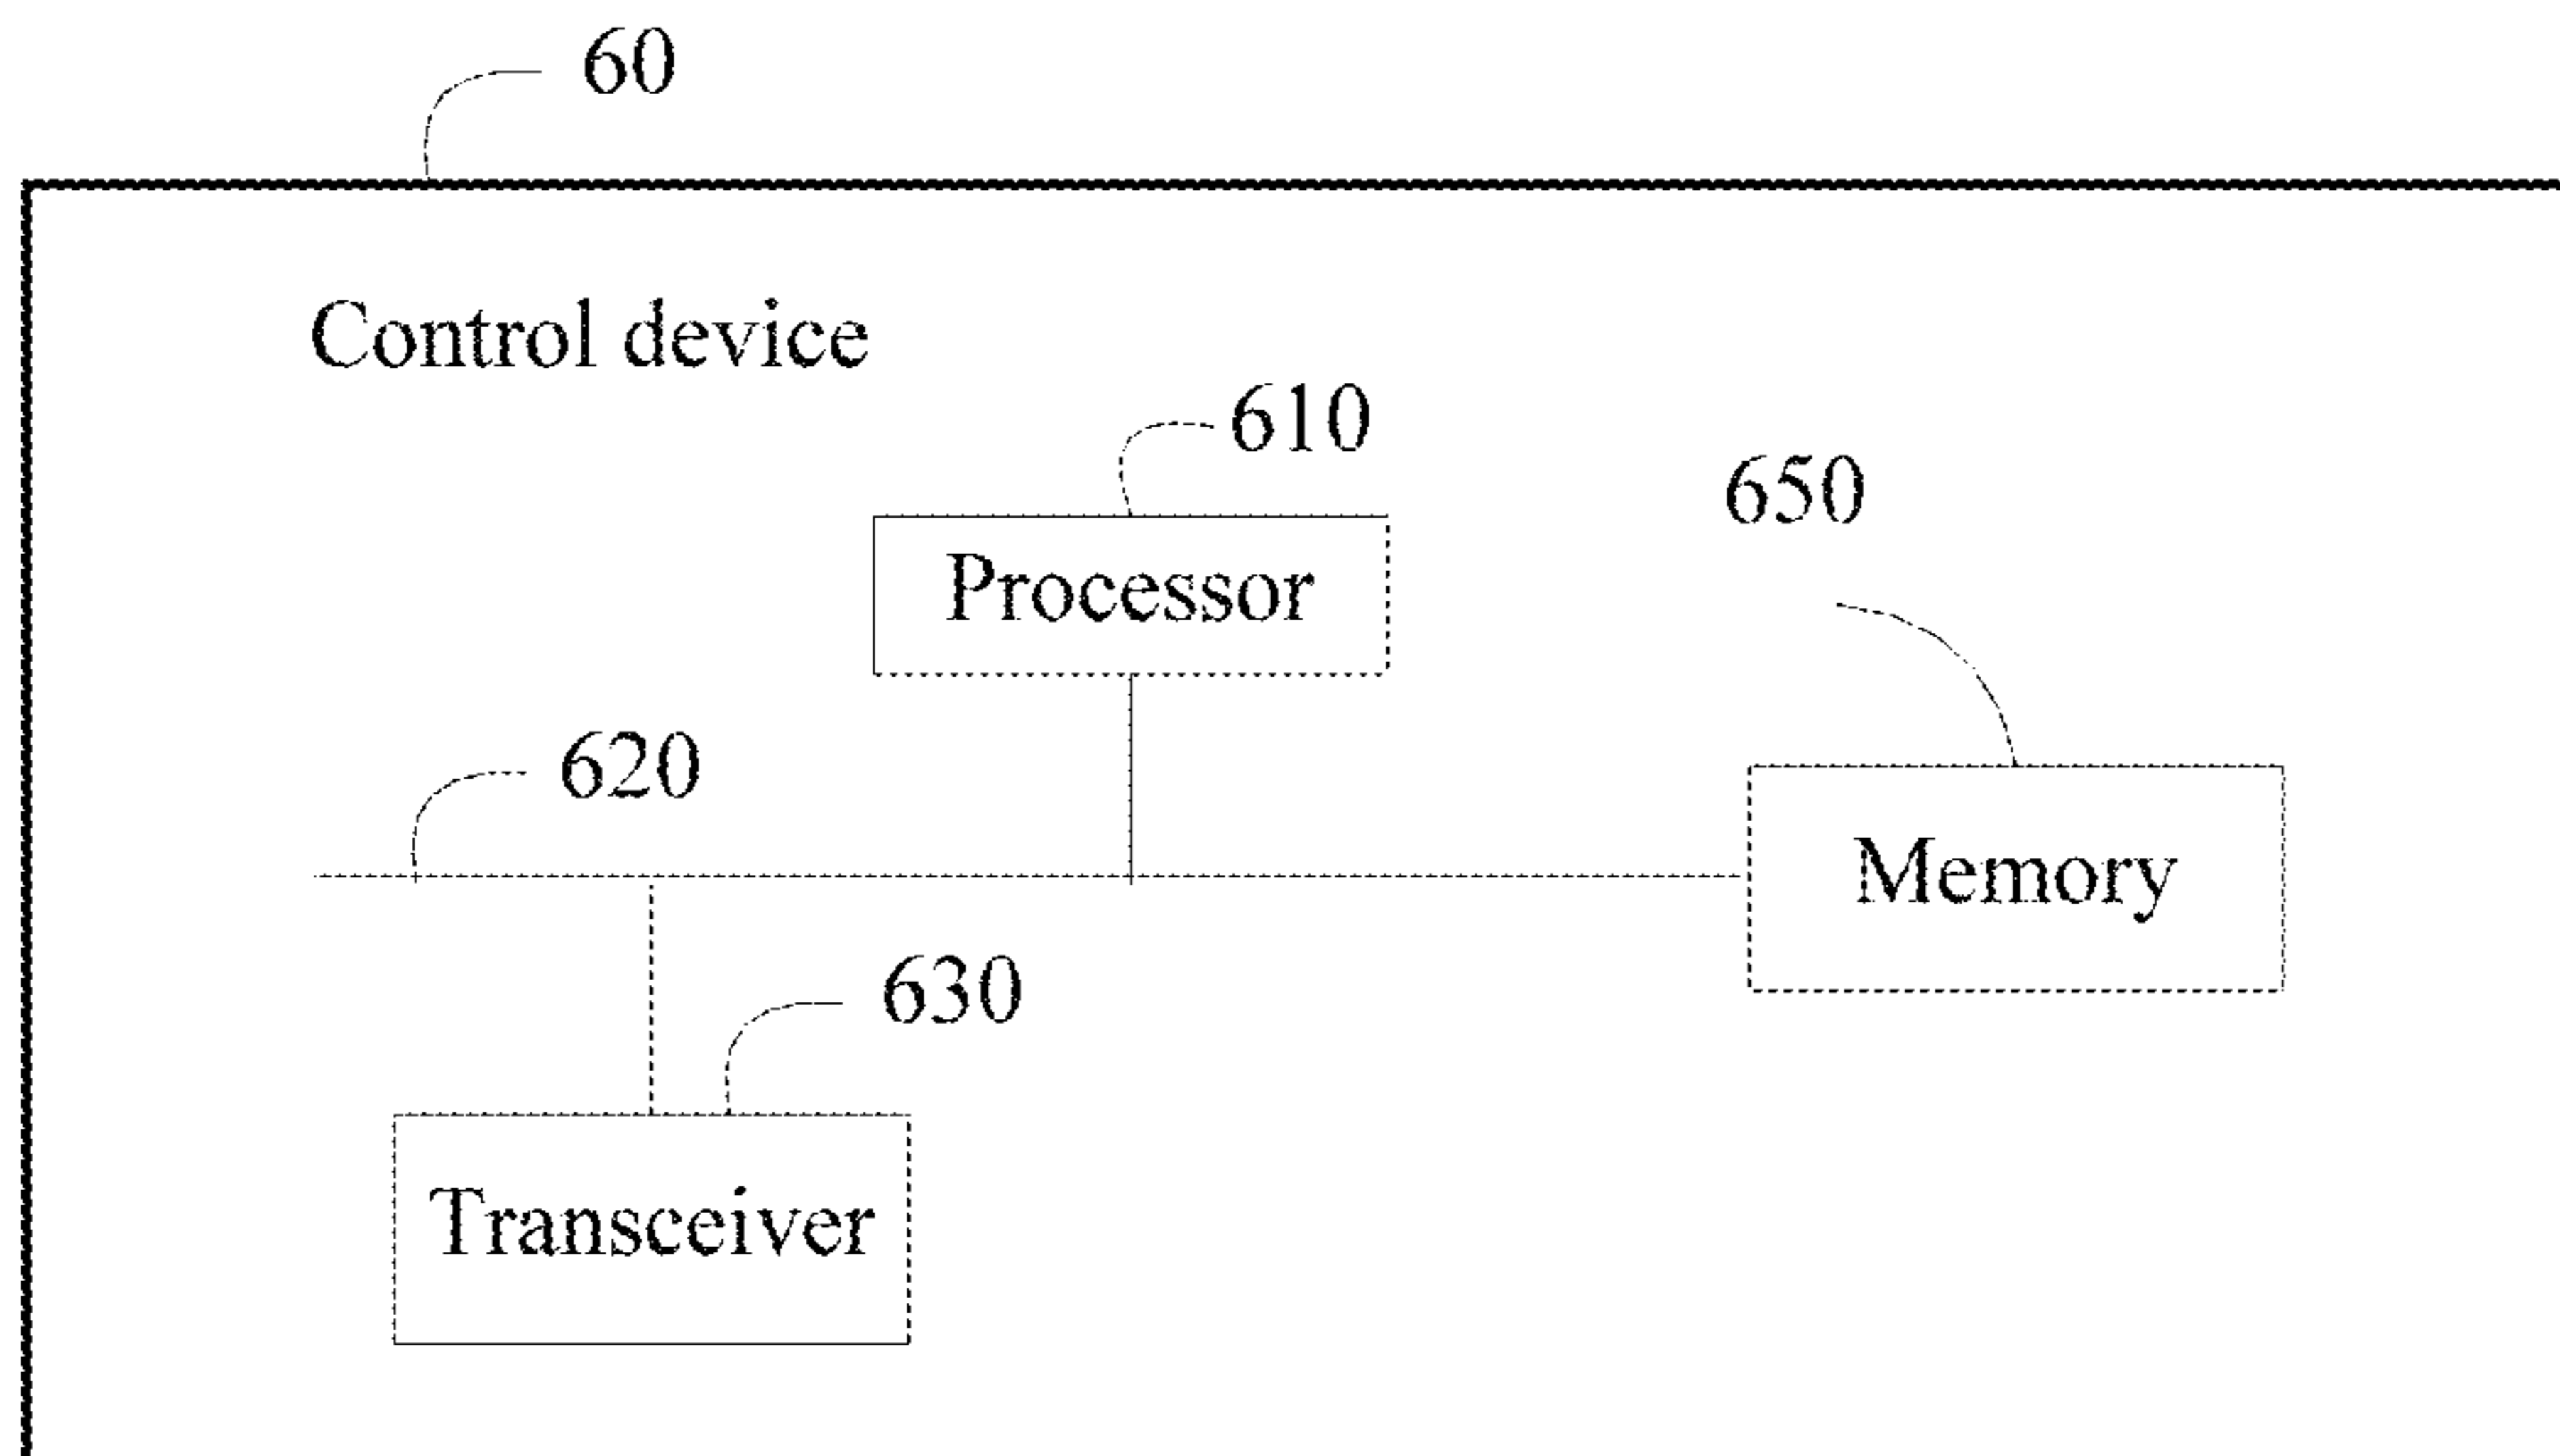 60
Control device
610
650
Processor
620
Memory
630
Transceiver